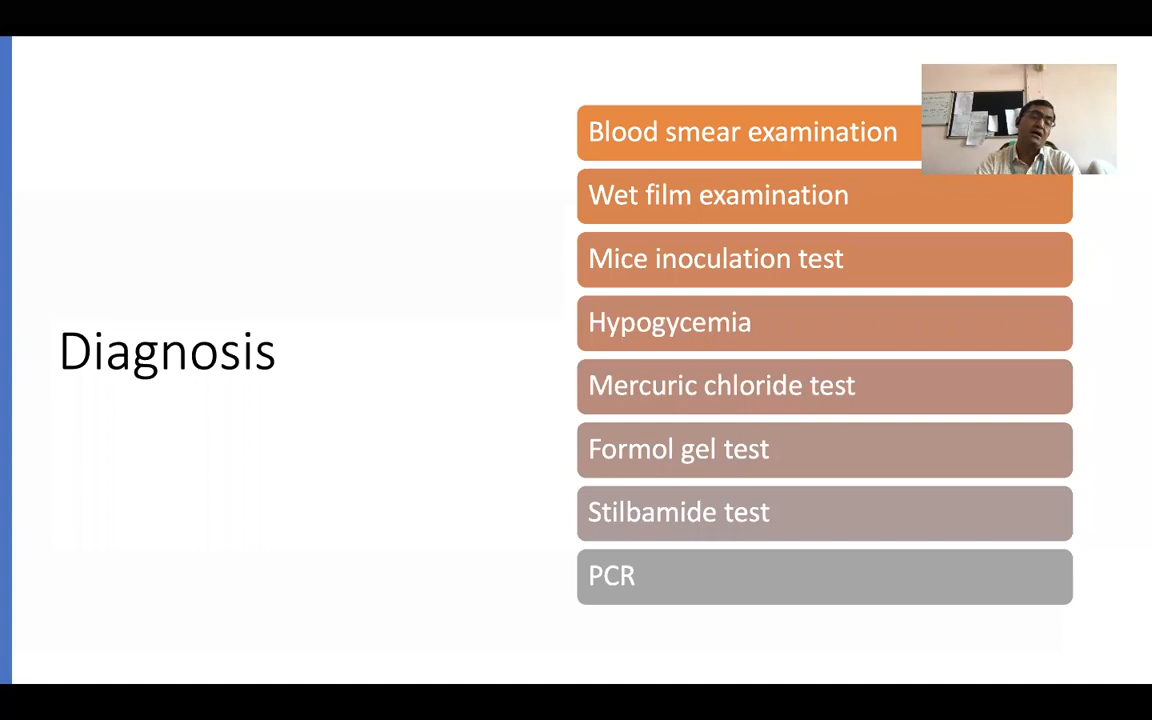 Diagnosis
Blood smear examination
Wet film examination
Mice inoculation test
Hypogycemia
Mercuric chloride test
Formol gel test
Stilbamide test
PCR